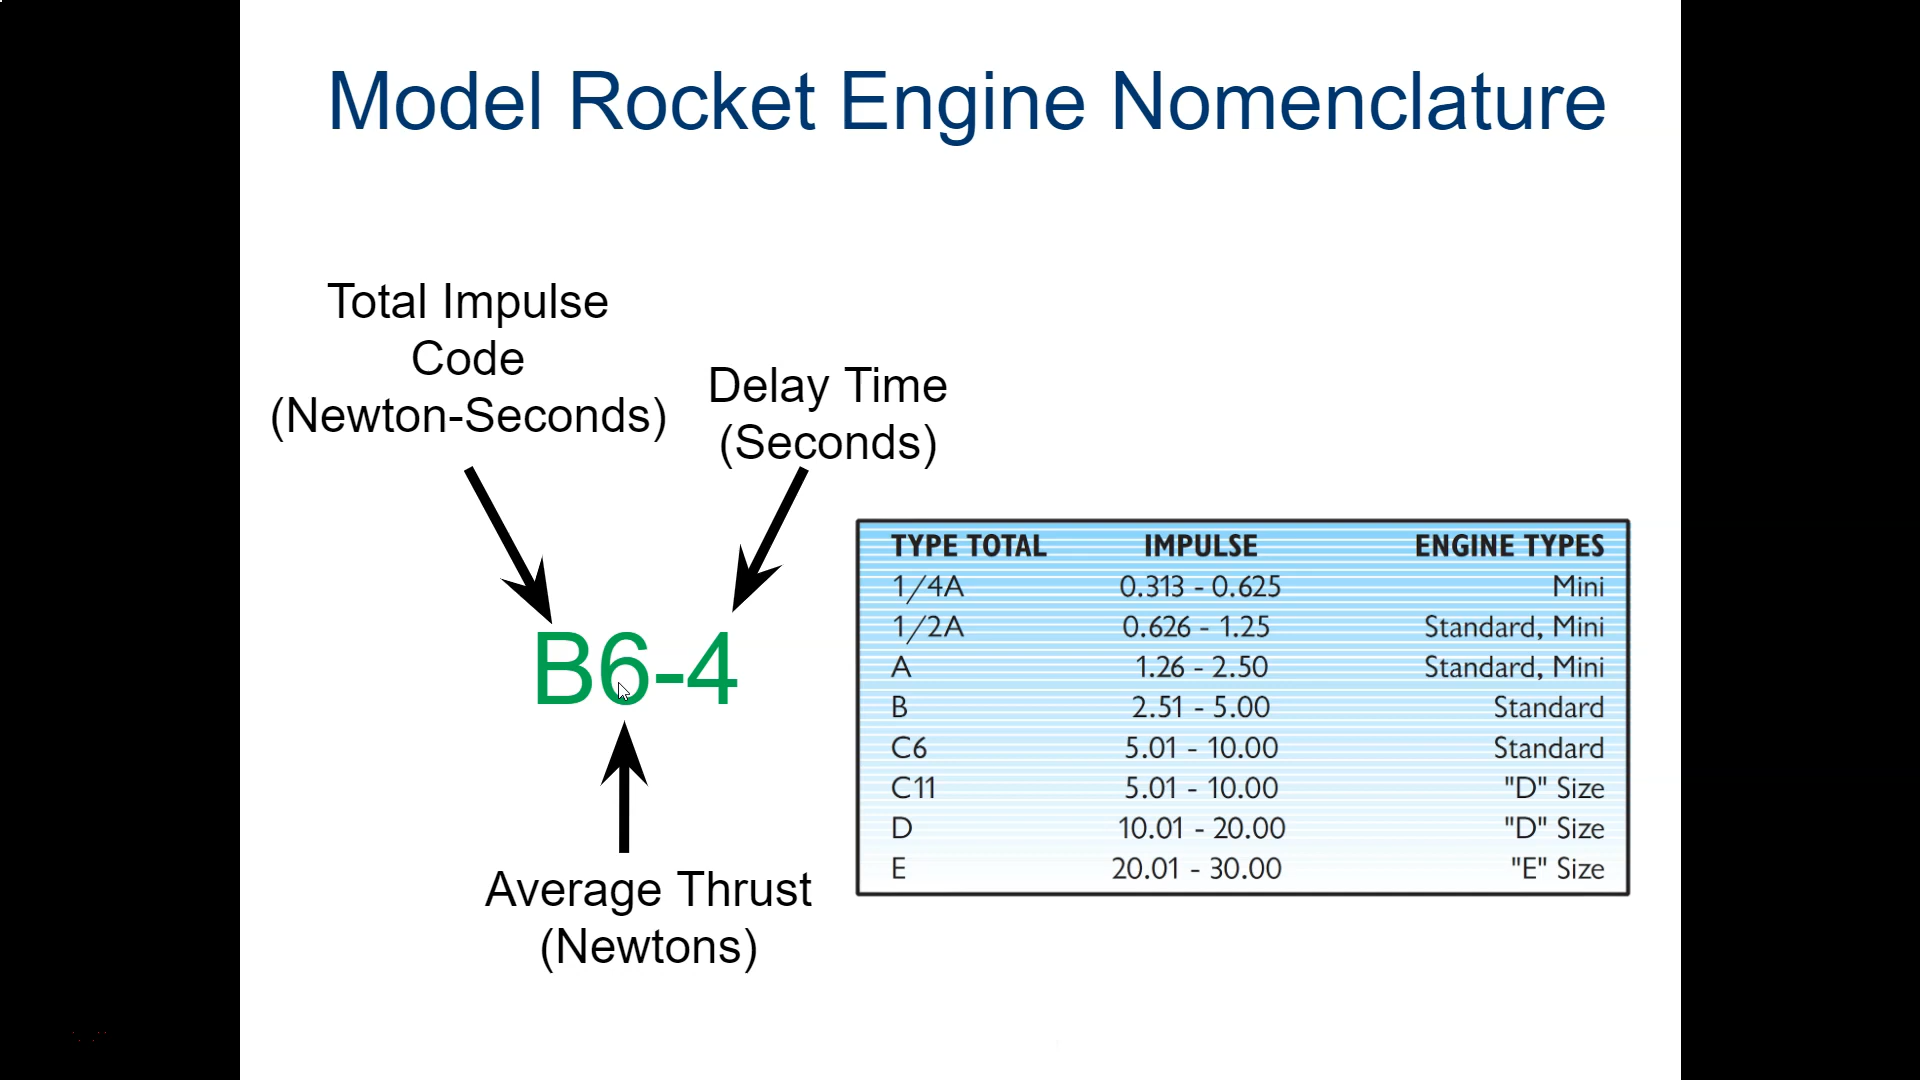 Model Rocket Engine Nomenclature
Total Impulse
Code
(Newton-Seconds)
Delay Time
(Seconds)
B6-4
Average Thrust
(Newtons)
TYPE TOTAL IMPULSE ENGINE TYPES
1/4A 0.313 - 0.625 Mini
1/2A 0.626 - 1.25 Standard, Mini
A 1.26 - 2.50 Standard, Mini
B 2.51 - 5.00 Standard
C6 5.01 - 10.00 Standard
C11 5.01 - 10.00 "D" Size
D 10.01 - 20.00 "D" Size
E 20.01 - 30.00 "E" Size